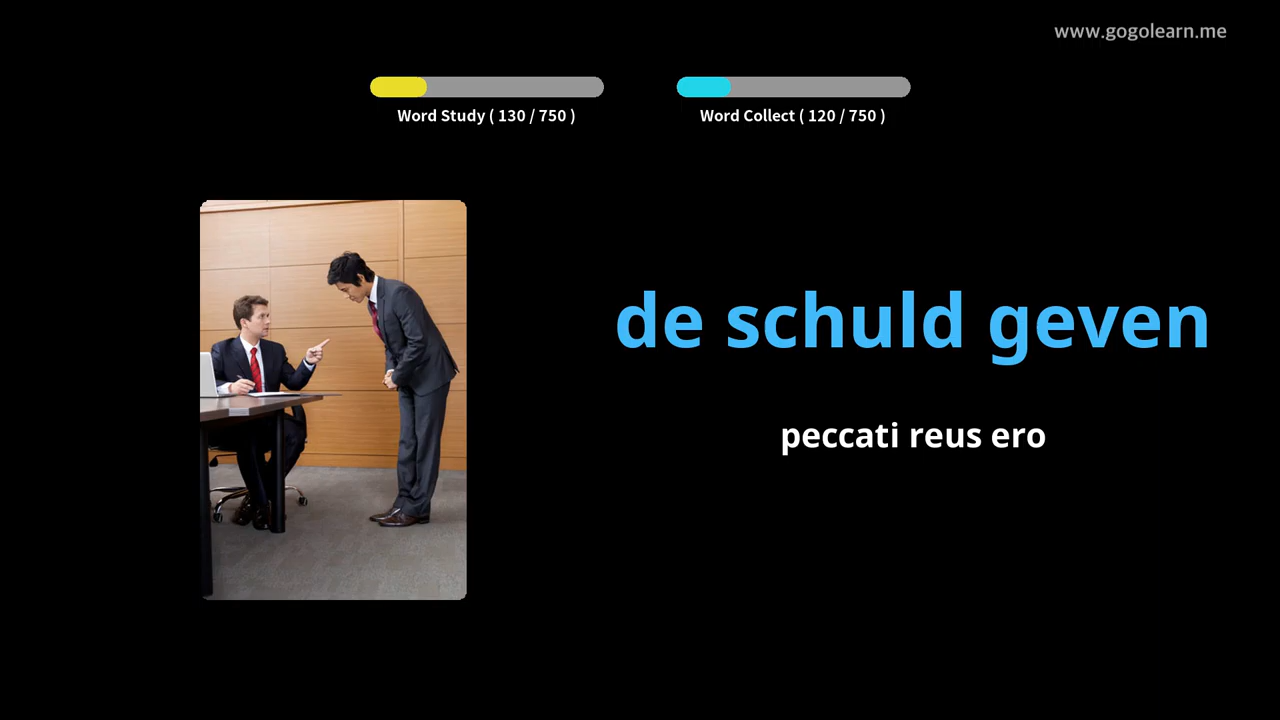 www.gogolearn.me
Word Study ( 130 / 750 )
Word Collect ( 120 / 750 )
de schuld geven
peccati reus ero